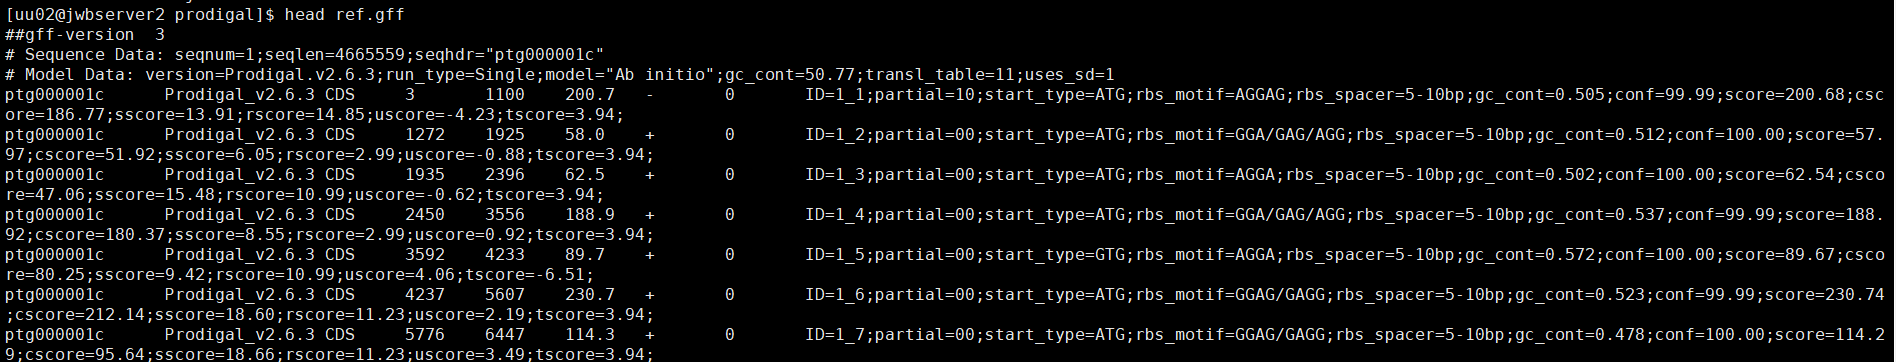 [uu02@jwbserver2 prodigal]$ head ref.gff
##gff-version  3
# Sequence Data: seqnum=1;seqlen=4665559;seqhdr="ptg000001c"
# Model Data: version=Prodigal.v2.6.3;run_type=Single;model="Ab initio";gc_cont=50.77;transl_table=11;uses_sd=1
ptg000001c      Prodigal_v2.6.3 CDS     3       1100    200.7   -       0       ID=1_1;partial=10;start_type=ATG;rbs_motif=AGGAG;rbs_spacer=5-10bp;gc_cont=0.505;conf=99.99;score=200.68;csc
ore=186.77;sscore=13.91;rscore=14.85;uscore=-4.23;tscore=3.94;
ptg000001c      Prodigal_v2.6.3 CDS     1272    1925    58.0    +       0       ID=1_2;partial=00;start_type=ATG;rbs_motif=GGA/GAG/AGG;rbs_spacer=5-10bp;gc_cont=0.512;conf=100.00;score=57.
97;cscore=51.92;sscore=6.05;rscore=2.99;uscore=-0.88;tscore=3.94;
ptg000001c      Prodigal_v2.6.3 CDS     1935    2396    62.5    +       0       ID=1_3;partial=00;start_type=ATG;rbs_motif=AGGA;rbs_spacer=5-10bp;gc_cont=0.502;conf=100.00;score=62.54;csco
re=47.06;sscore=15.48;rscore=10.99;uscore=-0.62;tscore=3.94;
ptg000001c      Prodigal_v2.6.3 CDS     2450    3556    188.9   +       0       ID=1_4;partial=00;start_type=ATG;rbs_motif=GGA/GAG/AGG;rbs_spacer=5-10bp;gc_cont=0.537;conf=99.99;score=188.
92;cscore=180.37;sscore=8.55;rscore=2.99;uscore=0.92;tscore=3.94;
ptg000001c      Prodigal_v2.6.3 CDS     3592    4233    89.7    +       0       ID=1_5;partial=00;start_type=GTG;rbs_motif=AGGA;rbs_spacer=5-10bp;gc_cont=0.572;conf=100.00;score=89.67;csco
re=80.25;sscore=9.42;rscore=10.99;uscore=4.06;tscore=-6.51;
ptg000001c      Prodigal_v2.6.3 CDS     4237    5607    230.7   +       0       ID=1_6;partial=00;start_type=ATG;rbs_motif=GGAG/GAGG;rbs_spacer=5-10bp;gc_cont=0.523;conf=99.99;score=230.74
;cscore=212.14;sscore=18.60;rscore=11.23;uscore=2.19;tscore=3.94;
ptg000001c      Prodigal_v2.6.3 CDS     5776    6447    114.3   +       0       ID=1_7;partial=00;start_type=ATG;rbs_motif=GGAG/GAGG;rbs_spacer=5-10bp;gc_cont=0.478;conf=100.00;score=114.2
9;cscore=95.64;sscore=18.66;rscore=11.23;uscore=3.49;tscore=3.94;